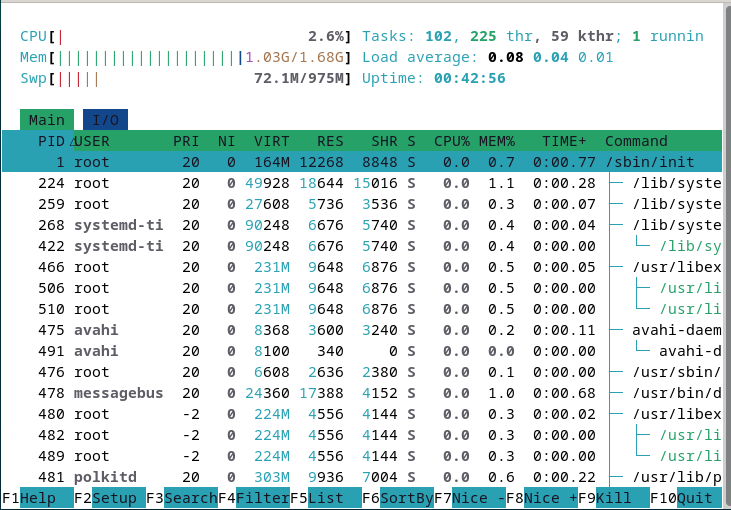 CPU[| 2.6%] Tasks: 102, 225 thr, 59 kthr; 1 runnin
Mem[|||||||||||||||||||||1.03G/1.68G] Load average: 0.08 0.04 0.01
Swp[||||| 72.1M/975M] Uptime: 00:42:56
Main I/O
PID△USER PRI NI VIRT RES SHR S CPU% MEM% TIME+ Command
1 root 20 0 164M 12268 8848 S 0.0 0.7 0:00.77 /sbin/init
224 root 20 0 49928 18644 15016 S 0.0 1.1 0:00.28 ├─ /lib/syste
259 root 20 0 27608 5736 3536 S 0.0 0.3 0:00.07 ├─ /lib/syste
268 systemd-ti 20 0 90248 6676 5740 S 0.0 0.4 0:00.04 ├─ /lib/syste
422 systemd-ti 20 0 90248 6676 5740 S 0.0 0.4 0:00.00 │ └─ /lib/sy
466 root 20 0 231M 9648 6876 S 0.0 0.5 0:00.05 ├─ /usr/libex
506 root 20 0 231M 9648 6876 S 0.0 0.5 0:00.00 │ ├─ /usr/li
510 root 20 0 231M 9648 6876 S 0.0 0.5 0:00.00 │ └─ /usr/li
475 avahi 20 0 8368 3600 3240 S 0.0 0.2 0:00.11 ├─ avahi-daem
491 avahi 20 0 8100 340 0 S 0.0 0.0 0:00.00 │ └─ avahi-d
476 root 20 0 6608 2636 2380 S 0.0 0.1 0:00.00 ├─ /usr/sbin/
478 messagebus 20 0 24360 17388 4152 S 0.0 1.0 0:00.68 ├─ /usr/bin/d
480 root -2 0 224M 4556 4144 S 0.0 0.3 0:00.02 ├─ /usr/libex
482 root -2 0 224M 4556 4144 S 0.0 0.3 0:00.00 │ ├─ /usr/li
489 root -2 0 224M 4556 4144 S 0.0 0.3 0:00.00 │ └─ /usr/li
481 polkitd 20 0 303M 9936 7004 S 0.0 0.6 0:00.22 ├─ /usr/lib/p
F1Help F2Setup F3SearchF4FilterF5List F6SortByF7Nice -F8Nice +F9Kill F10Quit